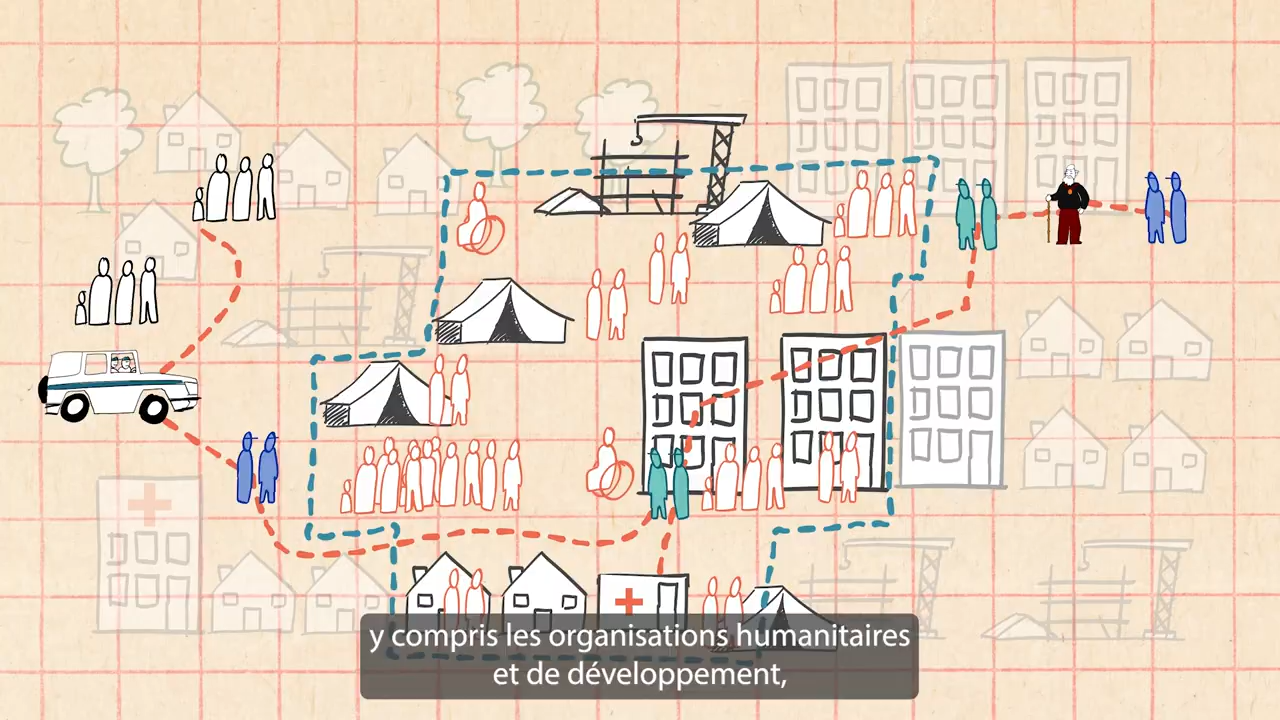 y compris les organisations humanitaires
et de développement,